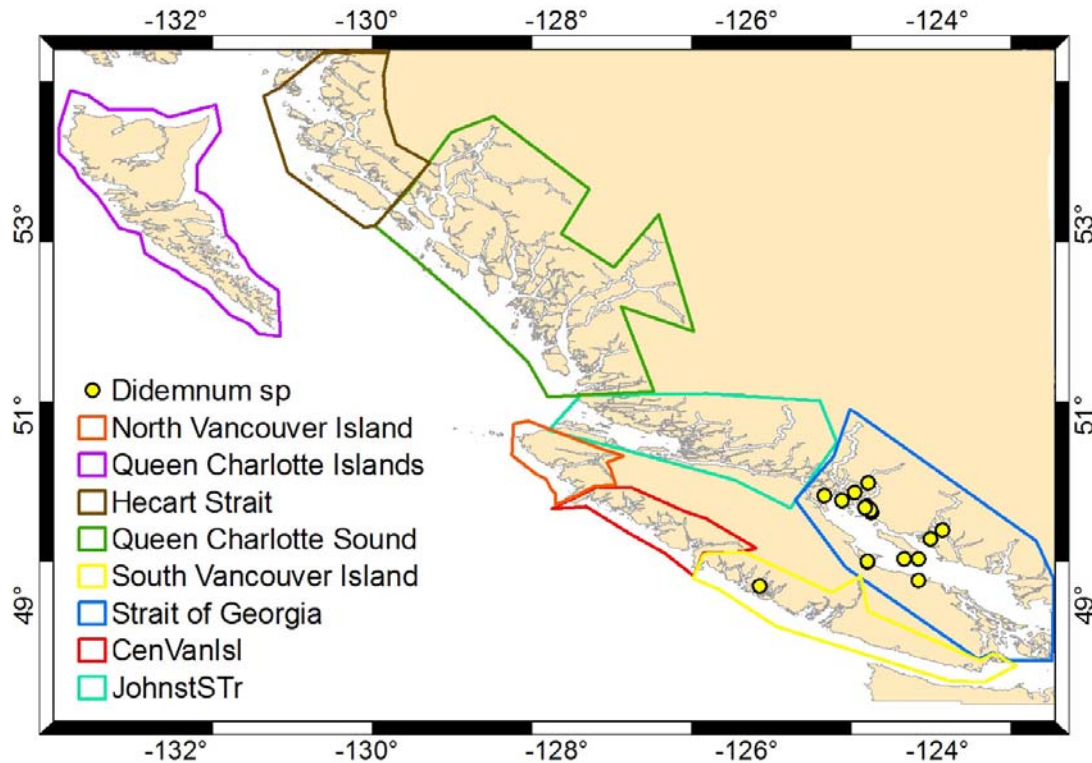 -132° -130° -128° -126° -124°
53° 53°
51° 51°
49° 49°
Didemnum sp
North Vancouver Island
Queen Charlotte Islands
Hecart Strait
Queen Charlotte Sound
South Vancouver Island
Strait of Georgia
CenVanIsl
JohnstSTr
-132° -130° -128° -126° -124°